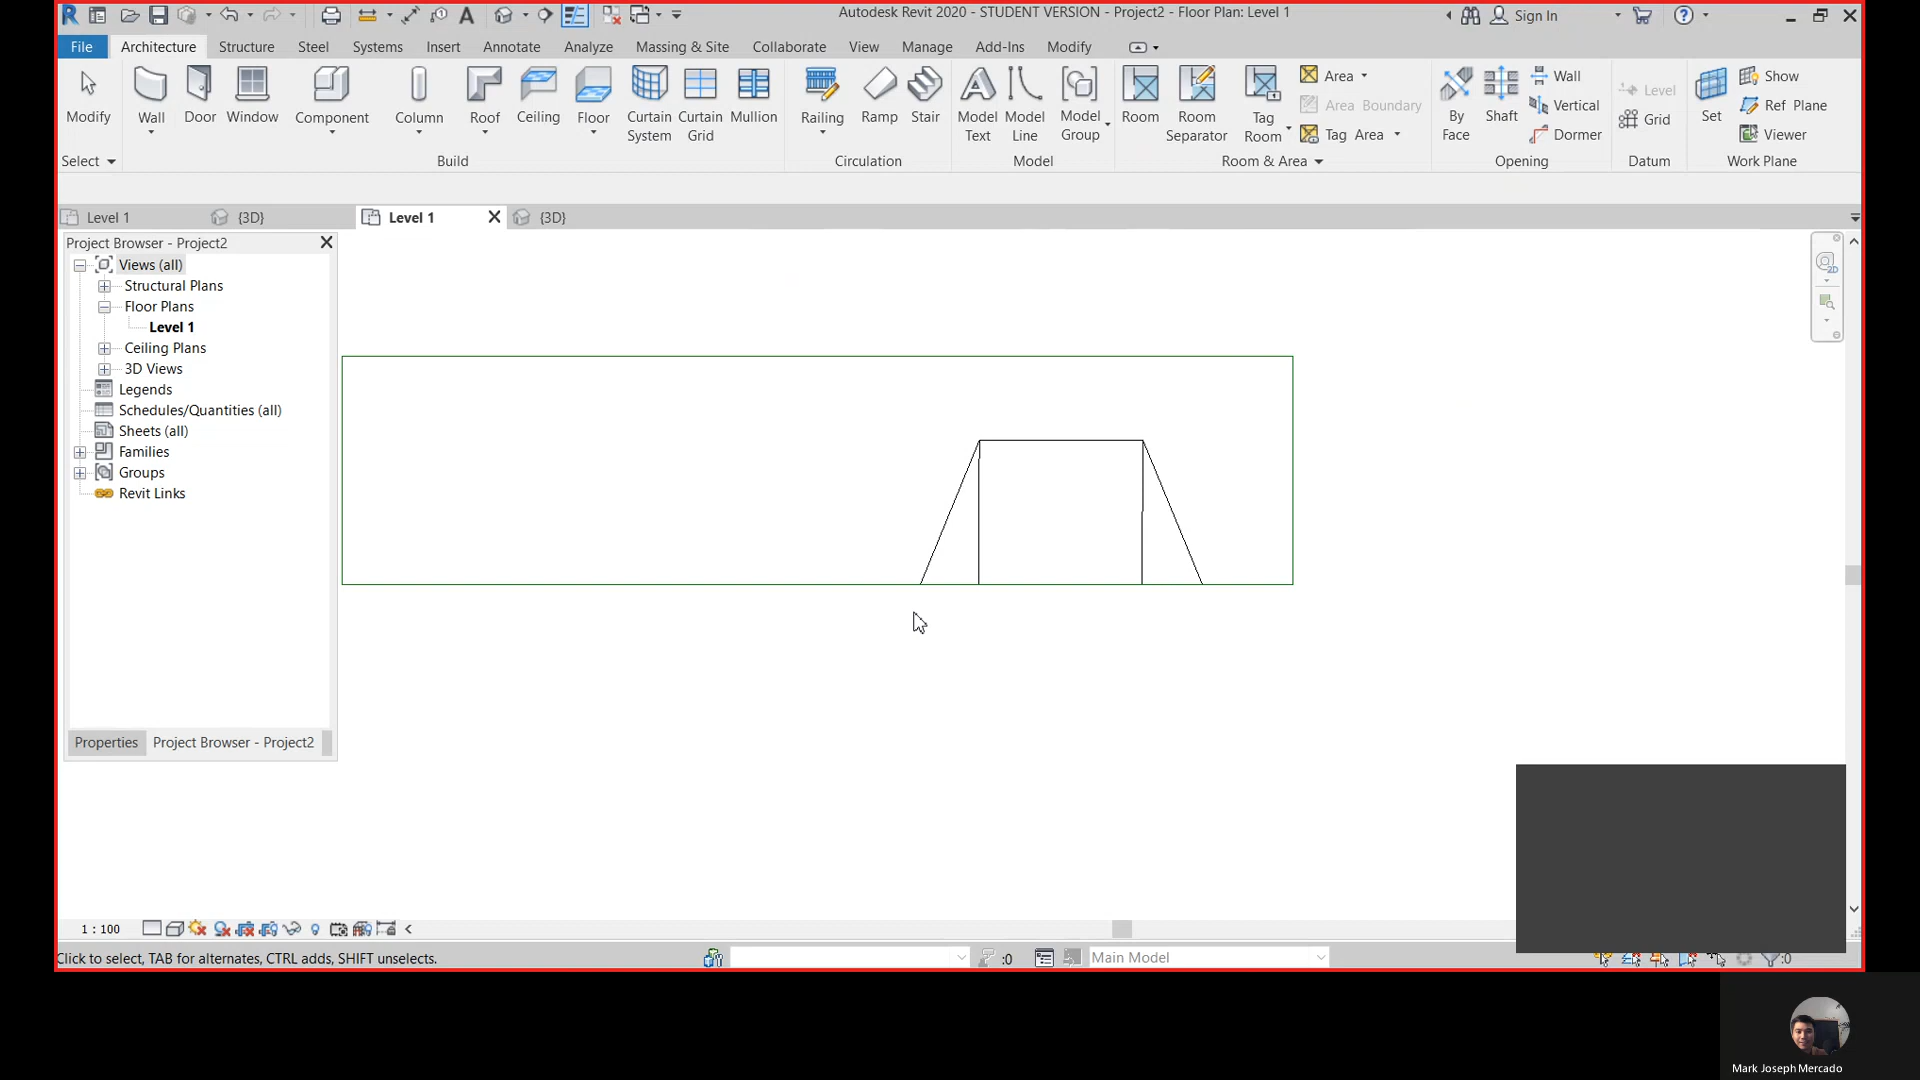 Autodesk Revit 2020 - STUDENT VERSION - Project2 - Floor Plan: Level 1
Sign In
File Architecture Structure Steel Systems Insert Annotate Analyze Massing & Site Collaborate View Manage Add-Ins Modify
Modify Wall Door Window Component Column Roof Ceiling Floor Curtain System Curtain Grid Mullion Railing Ramp Stair Model Text Model Line Model Group Room Room Separator Tag Room
Area
Area Boundary
Tag Area
By Face Shaft
Wall
Vertical
Dormer
Level
Grid
Set
Show
Ref Plane
Viewer
Select Build Circulation Model Room & Area Opening Datum Work Plane
Level 1 {3D} Level 1 {3D}
Project Browser - Project2
Views (all)
Structural Plans
Floor Plans
Level 1
Ceiling Plans
3D Views
Legends
Schedules/Quantities (all)
Sheets (all)
Families
Groups
Revit Links
Properties Project Browser - Project2
2D
1 : 100
Click to select, TAB for alternates, CTRL adds, SHIFT unselects.
:0
Main Model
:0
Mark Joseph Mercado